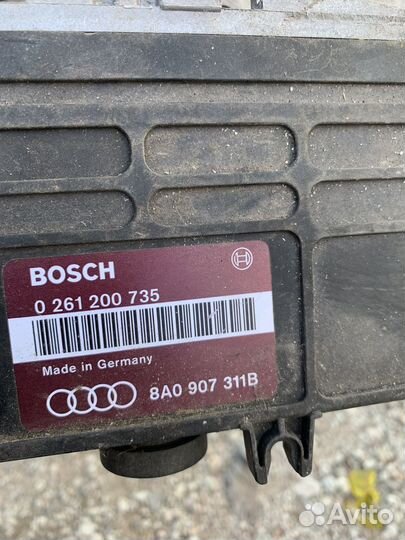 BOSCH
0 261 200 735
Made in Germany
8A0 907 311B
Avito